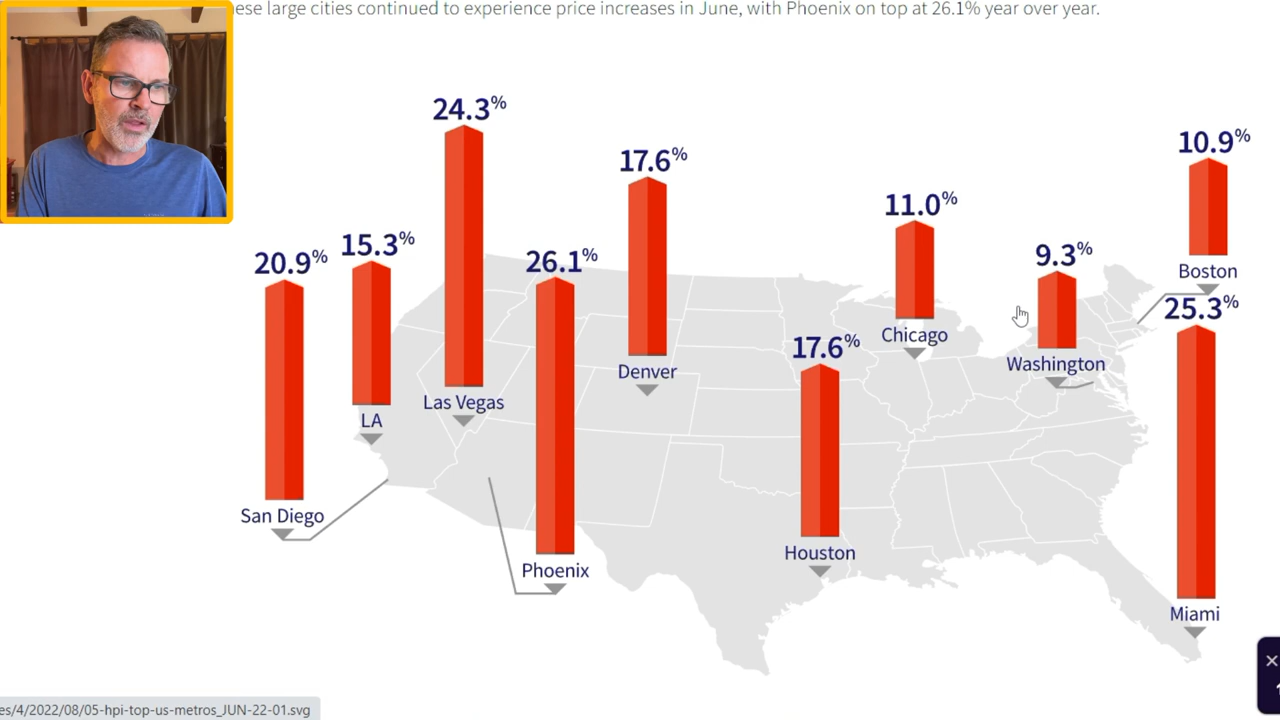 ese large cities continued to experience price increases in June, with Phoenix on top at 26.1% year over year.
24.3%
17.6%
10.9%
11.0%
15.3%
20.9%
26.1%
9.3%
Boston
25.3%
Chicago
17.6%
Washington
Denver
Las Vegas
LA
San Diego
Houston
Phoenix
Miami
es/4/2022/08/05-hpi-top-us-metros_JUN-22-01.svg